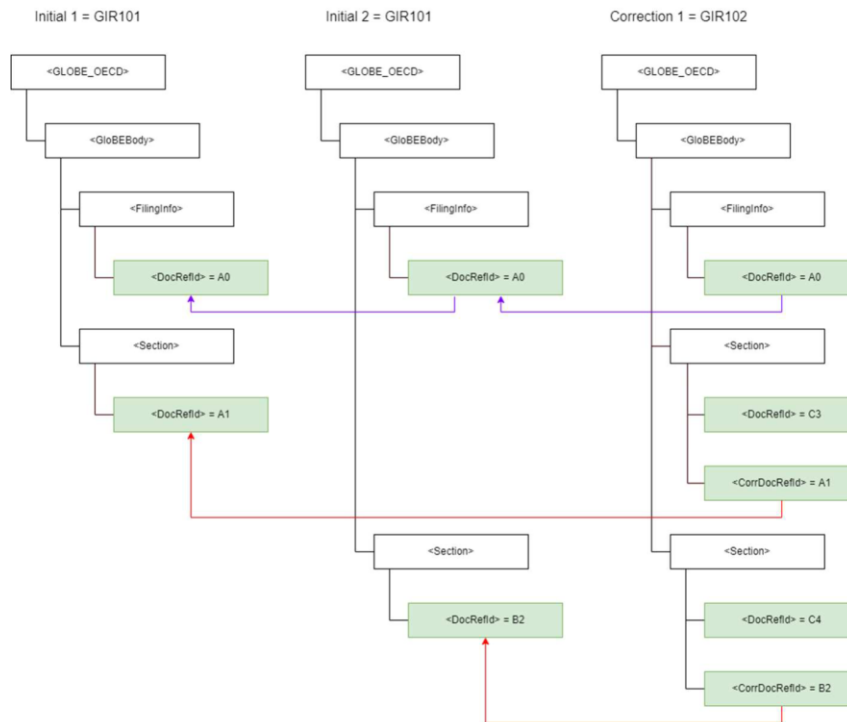 Initial 1 = GIR101
Initial 2 = GIR101
Correction 1 = GIR102
<GLOBE_OECD>
<GLOBE_OECD>
<GLOBE_OECD>
<GloBEBody>
<GloBEBody>
<GloBEBody>
<FilingInfo>
<FilingInfo>
<FilingInfo>
<DocRefId> = A0
<DocRefId> = A0
<DocRefId> = A0
<Section>
<Section>
<DocRefId> = A1
<DocRefId> = C3
<CorrDocRefId> = A1
<Section>
<Section>
<DocRefId> = B2
<DocRefId> = C4
<CorrDocRefId> = B2